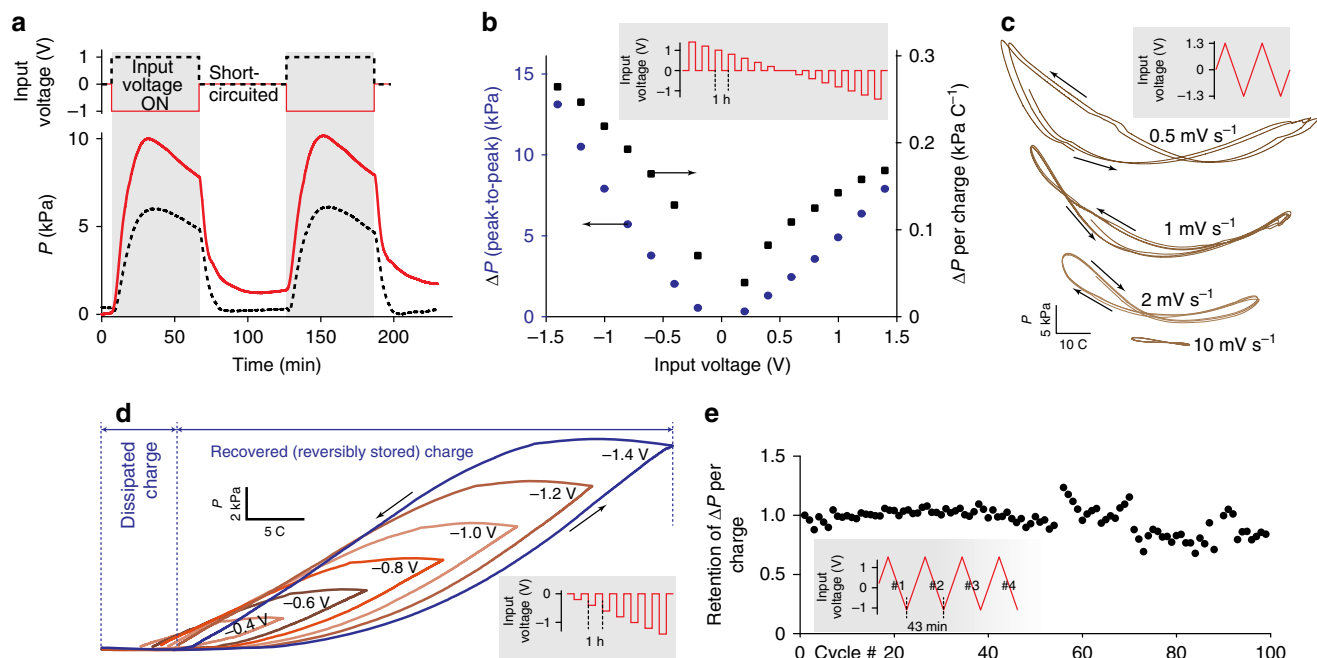 a
Input
voltage (V)
1
0
−1
Input
voltage
ON
Short-
circuited
P (kPa)
10
5
0
0
50
100
150
200
Time (min)
b
ΔP (peak-to-peak) (kPa)
15
10
5
0
Input
voltage (V)
1
0
1 h
0.3
0.2
0.1
0
ΔP per charge (kPa C⁻¹)
−1.5
−1.0
−0.5
0
0.5
1.0
1.5
Input voltage (V)
c
Input
voltage (V)
1.3
0
−1.3
0.5 mV s⁻¹
1 mV s⁻¹
2 mV s⁻¹
10 mV s⁻¹
P
5 kPa
10 C
d
Dissipated
charge
Recovered (reversibly stored) charge
P
2 kPa
5 C
−1.4 V
−1.2 V
−1.0 V
−0.8 V
−0.6 V
−0.4 V
Input
voltage (V)
0
−1
1 h
e
Retention of ΔP per
charge
1.5
1.0
0.5
0
Input
voltage (V)
1
0
−1
#1
#2
#3
#4
43 min
Cycle #
20
40
60
80
100